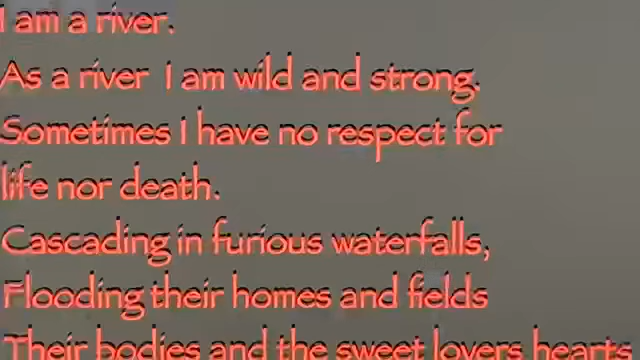 I am a river.
As a river I am wild and strong.
Sometimes I have no respect for
life nor death.
Cascading in furious waterfalls,
Flooding their homes and fields
Their bodies and the sweet lovers hearts